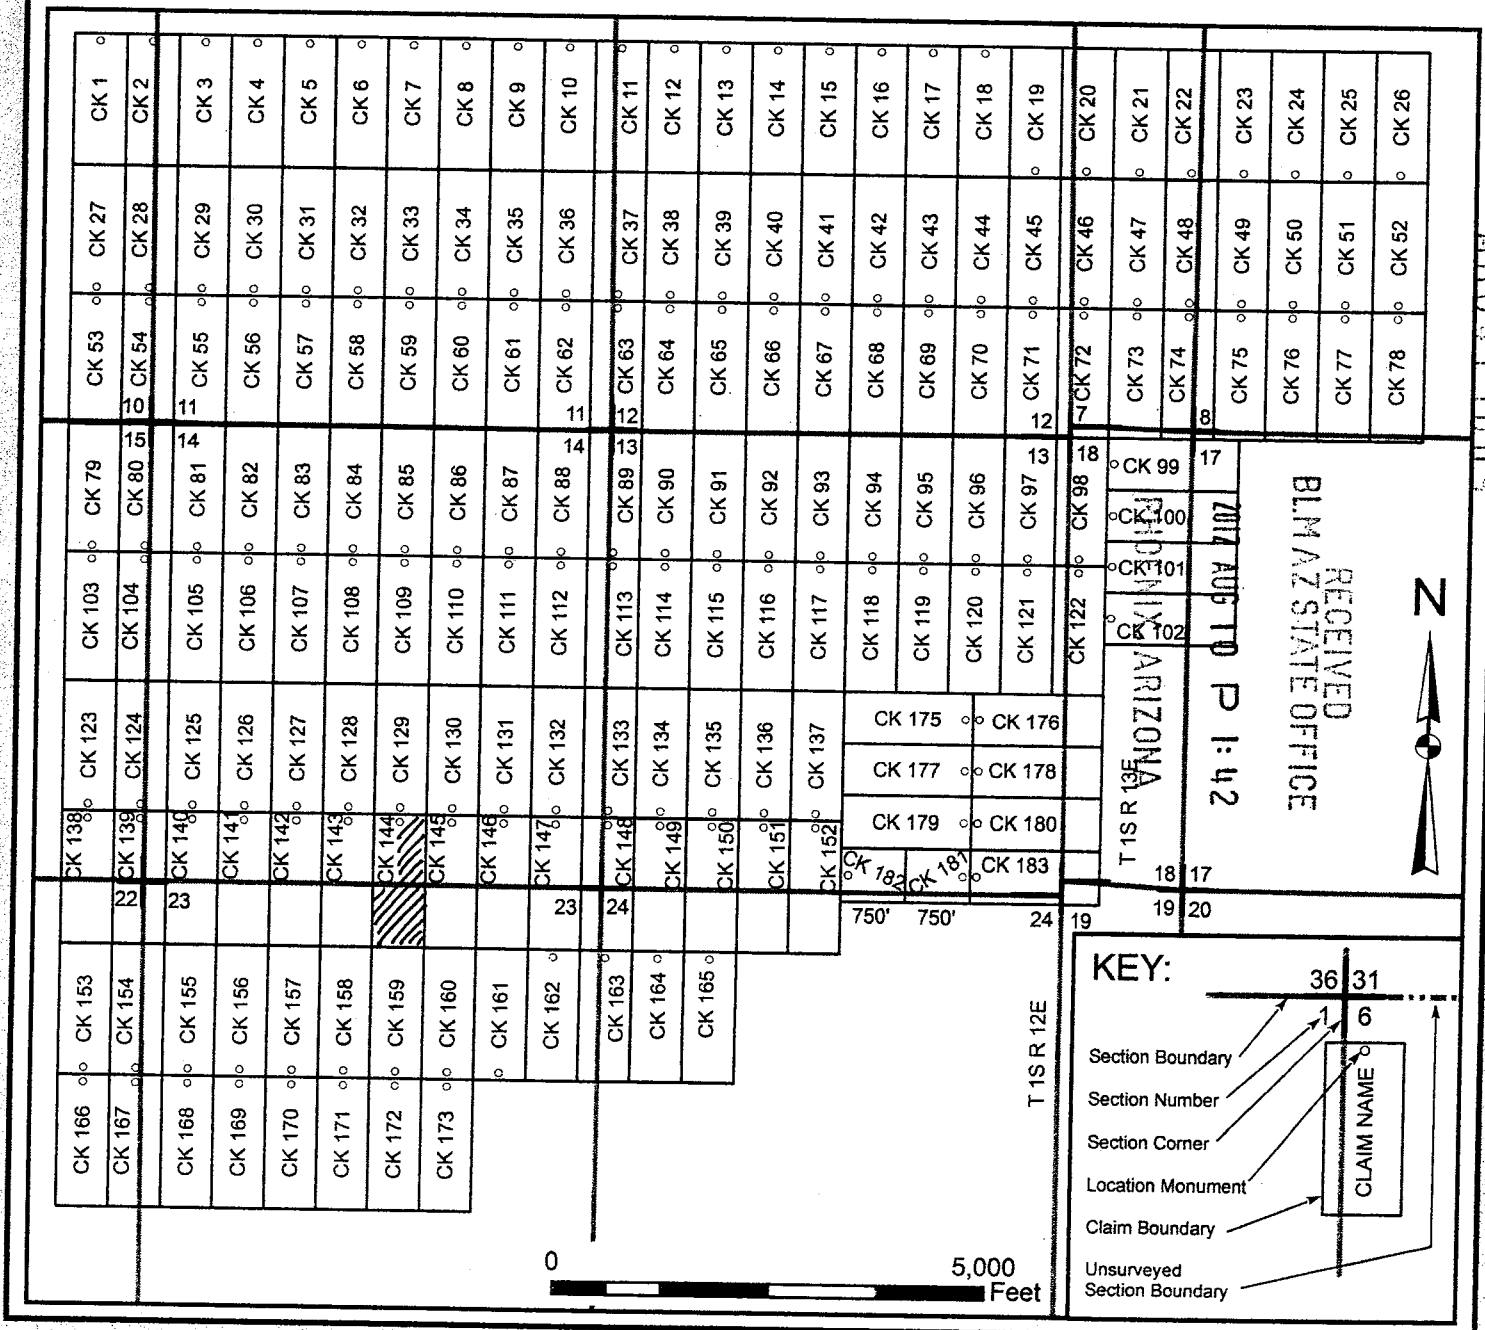 CK 1 CK 2 CK 3 CK 4 CK 5 CK 6 CK 7 CK 8 CK 9 CK 10 CK 11 CK 12 CK 13 CK 14 CK 15 CK 16 CK 17 CK 18 CK 19 CK 20 CK 21 CK 22 CK 23 CK 24 CK 25 CK 26
CK 27 CK 28 CK 29 CK 30 CK 31 CK 32 CK 33 CK 34 CK 35 CK 36 CK 37 CK 38 CK 39 CK 40 CK 41 CK 42 CK 43 CK 44 CK 45 CK 46 CK 47 CK 48 CK 49 CK 50 CK 51 CK 52
CK 53 CK 54 CK 55 CK 56 CK 57 CK 58 CK 59 CK 60 CK 61 CK 62 CK 63 CK 64 CK 65 CK 66 CK 67 CK 68 CK 69 CK 70 CK 71 CK 72 CK 73 CK 74 CK 75 CK 76 CK 77 CK 78
10 11 11 12 12 7 8
15 14 14 13 13 18 17
CK 79 CK 80 CK 81 CK 82 CK 83 CK 84 CK 85 CK 86 CK 87 CK 88 CK 89 CK 90 CK 91 CK 92 CK 93 CK 94 CK 95 CK 96 CK 97 CK 98 CK 99
CK 100
CK 101
CK 102
CK 103 CK 104 CK 105 CK 106 CK 107 CK 108 CK 109 CK 110 CK 111 CK 112 CK 113 CK 114 CK 115 CK 116 CK 117 CK 118 CK 119 CK 120 CK 121 CK 122
CK 123 CK 124 CK 125 CK 126 CK 127 CK 128 CK 129 CK 130 CK 131 CK 132 CK 133 CK 134 CK 135 CK 136 CK 137
CK 175 CK 176
CK 177 CK 178
CK 179 CK 180
CK 182 CK 181 CK 183
CK 138 CK 139 CK 140 CK 141 CK 142 CK 143 CK 144 CK 145 CK 146 CK 147 CK 148 CK 149 CK 150 CK 151 CK 152
18 17
22 23 23 24 750' 750' 24 19 19 20
CK 153 CK 154 CK 155 CK 156 CK 157 CK 158 CK 159 CK 160 CK 161 CK 162 CK 163 CK 164 CK 165
CK 166 CK 167 CK 168 CK 169 CK 170 CK 171 CK 172 CK 173
T 1S R 12E
T 1S R 13E
PHOENIX ARIZONA
2017 AUG 10 P 1:42
RECEIVED
BLM AZ STATE OFFICE
N
KEY:
36 31
1 6
Section Boundary
Section Number
Section Corner
Location Monument
Claim Boundary
Unsurveyed
Section Boundary
CLAIM NAME
0 5,000
Feet